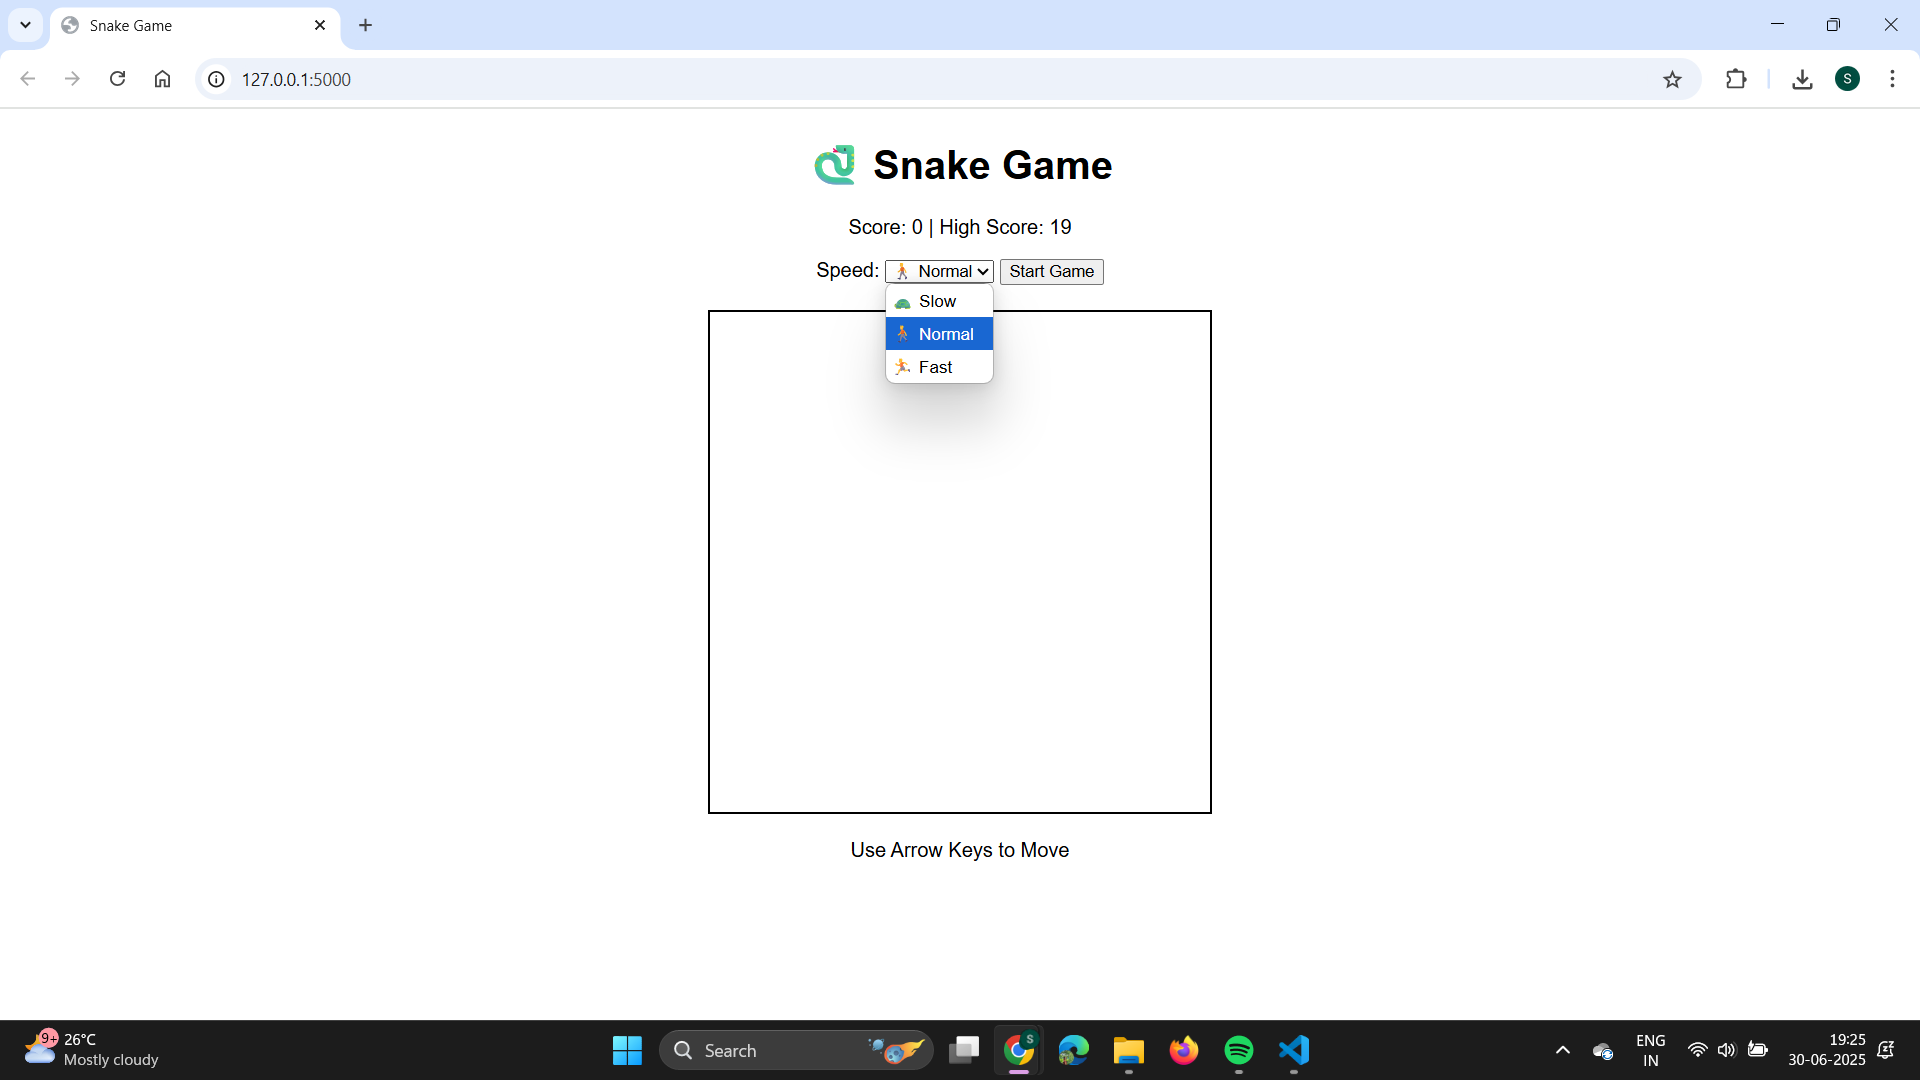 Snake Game
127.0.0.1:5000
S
Snake Game
Score: 0 | High Score: 19
Speed: Normal Start Game
Slow
Normal
Fast
Use Arrow Keys to Move
9+
26°C
Mostly cloudy
Search
S
ENG
IN
19:25
30-06-2025